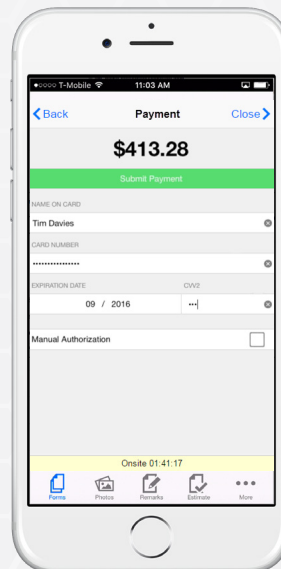 T-Mobile 11:03 AM
Back Payment Close
$413.28
Submit Payment
NAME ON CARD
Tim Davies
CARD NUMBER
••••••••••••••••
EXPIRATION DATE CVV2
09 / 2016 •••
Manual Authorization
Onsite 01:41:17
Forms Photos Remarks Estimate More